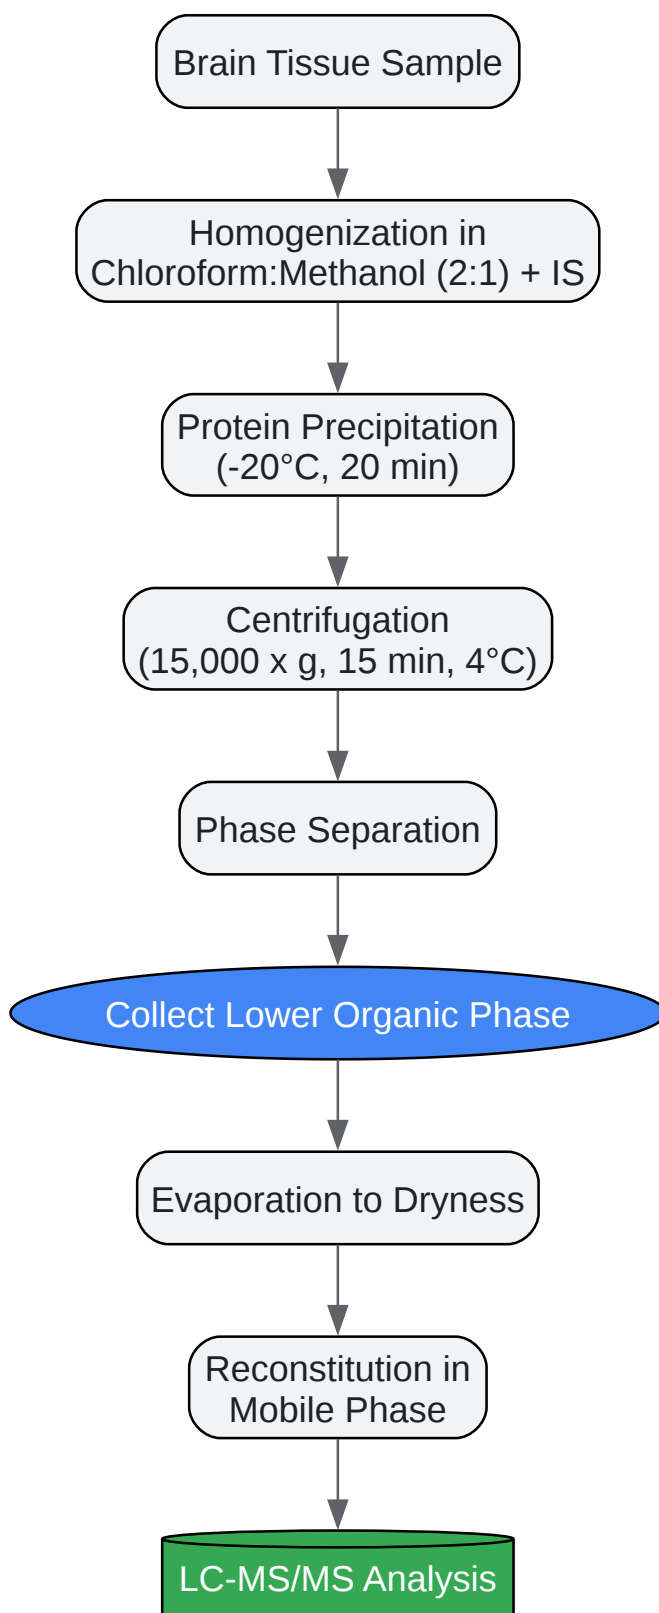 Brain Tissue Sample
Homogenization in
Chloroform:Methanol (2:1) + IS
Protein Precipitation
(-20°C, 20 min)
Centrifugation
(15,000 x g, 15 min, 4°C)
Phase Separation
Collect Lower Organic Phase
Evaporation to Dryness
Reconstitution in
Mobile Phase
LC-MS/MS Analysis